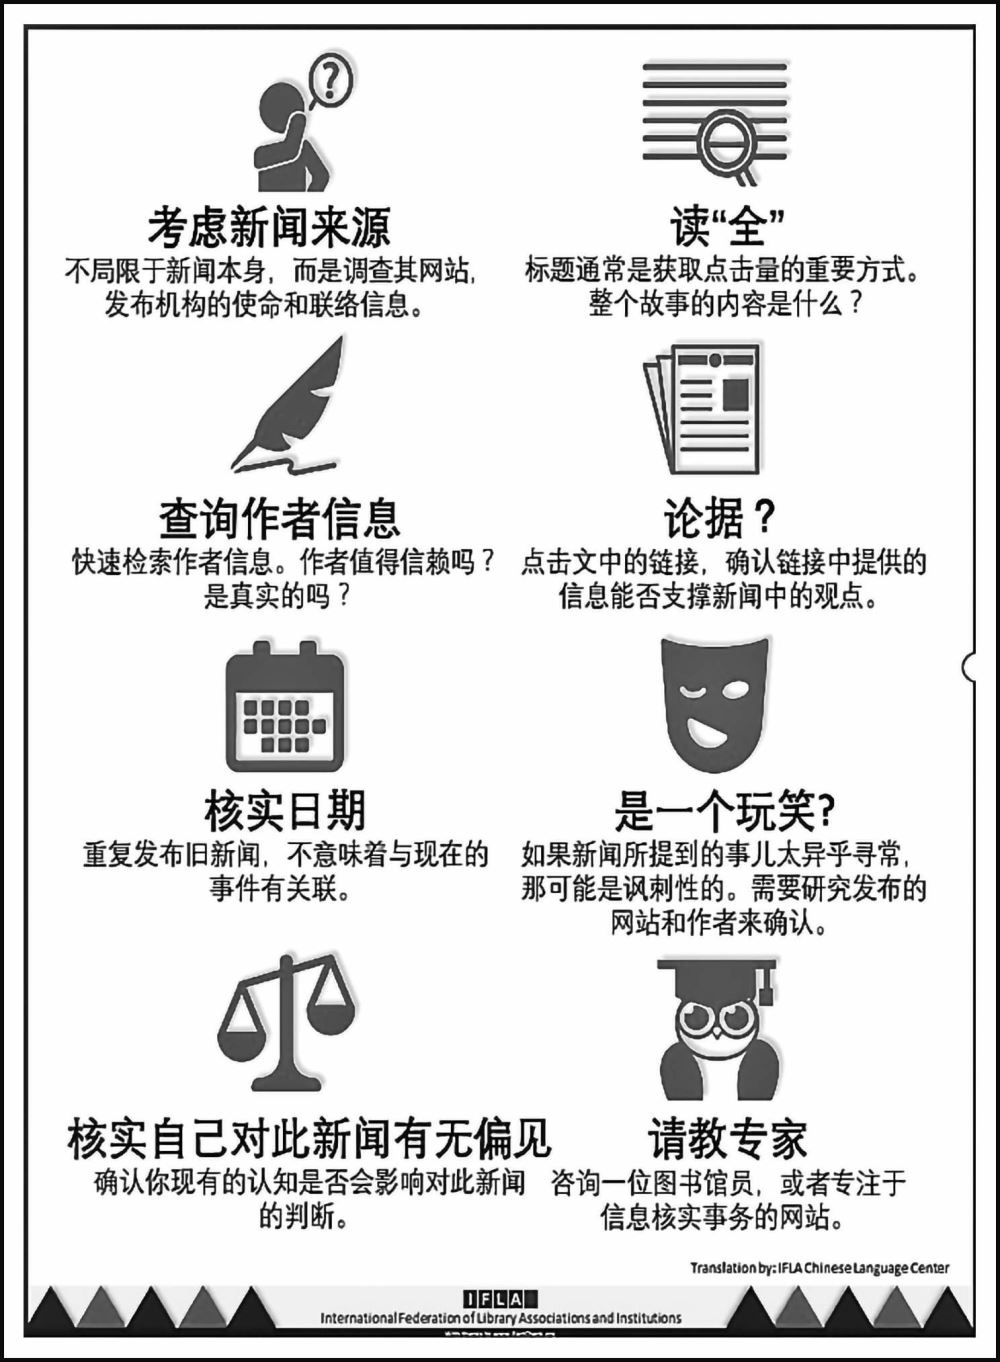 ?
考虑新闻来源
不局限于新闻本身，而是调查其网站，
发布机构的使命和联络信息。
读“全”
标题通常是获取点击量的重要方式。
整个故事的内容是什么？
查询作者信息
快速检索作者信息。作者值得信赖吗？
是真实的吗？
论据？
点击文中的链接，确认链接中提供的
信息能否支撑新闻中的观点。
核实日期
重复发布旧新闻，不意味着与现在的
事件有关联。
是一个玩笑?
如果新闻所提到的事儿太异乎寻常，
那可能是讽刺性的。需要研究发布的
网站和作者来确认。
核实自己对此新闻有无偏见
确认你现有的认知是否会影响对此新闻
的判断。
请教专家
咨询一位图书馆员，或者专注于
信息核实事务的网站。
Translation by: IFLA Chinese Language Center
IFLA
International Federation of Library Associations and Institutions